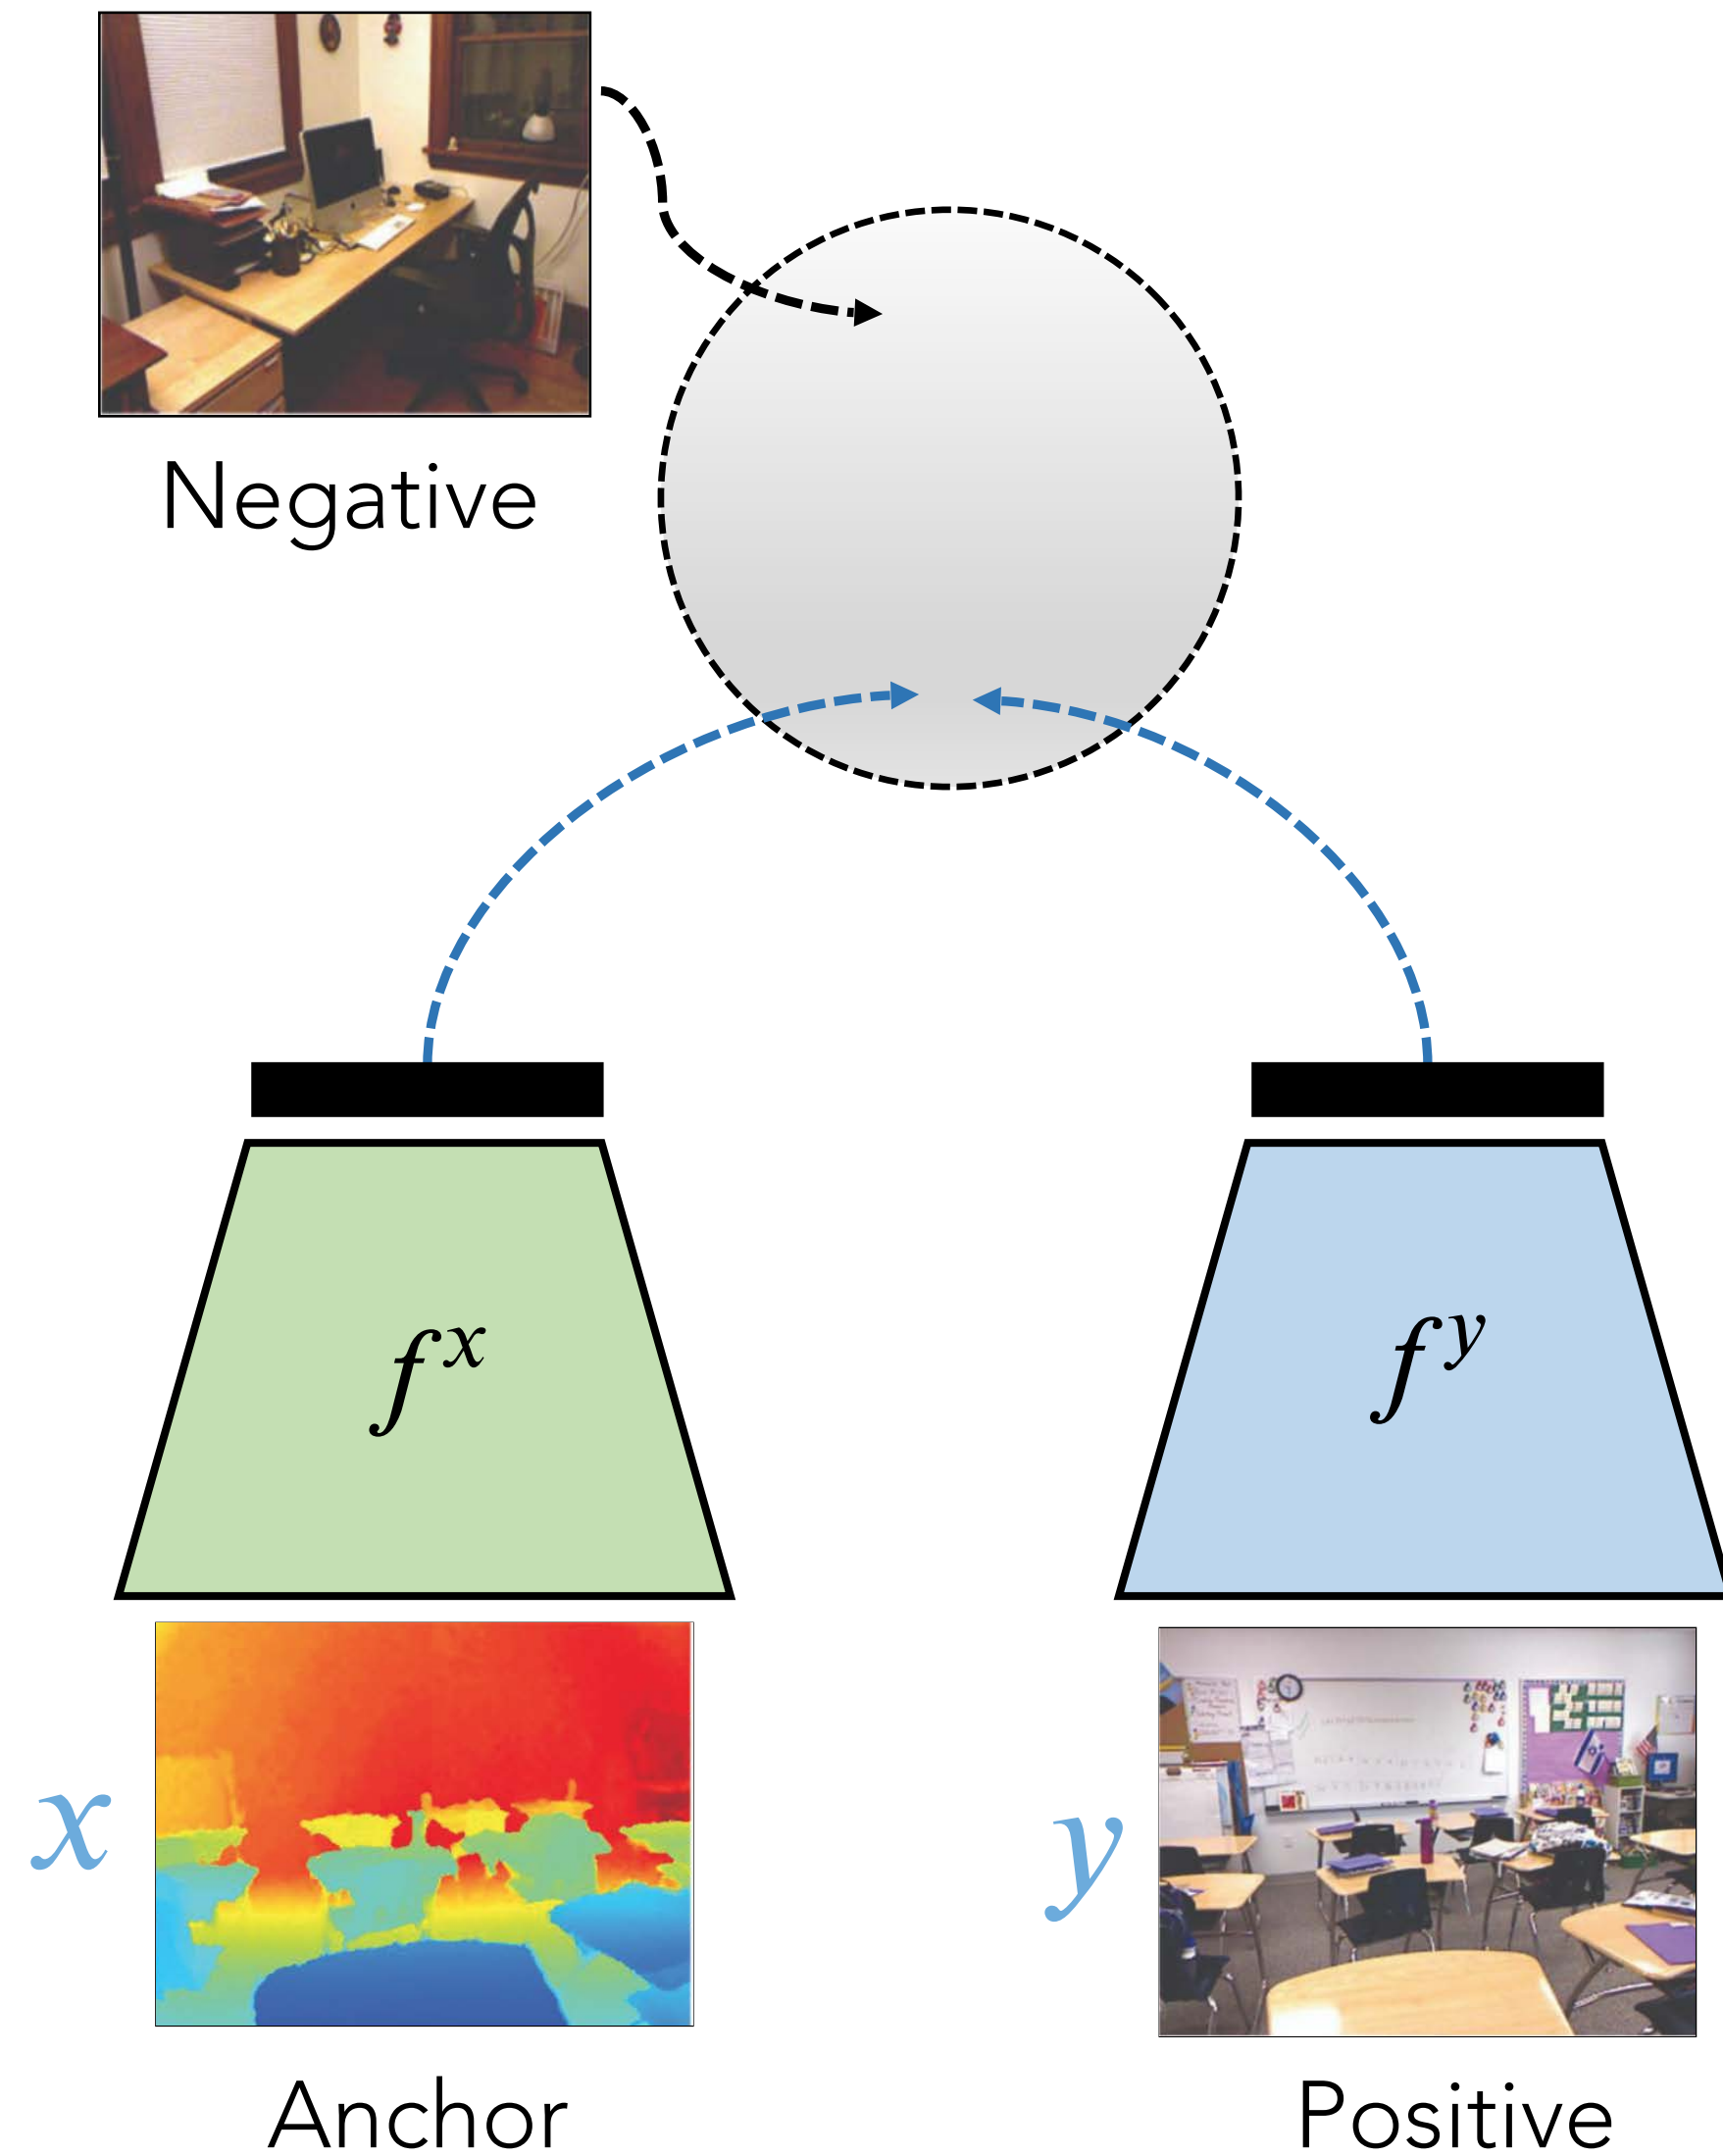 Negative
f^x
f^y
x
y
Anchor
Positive